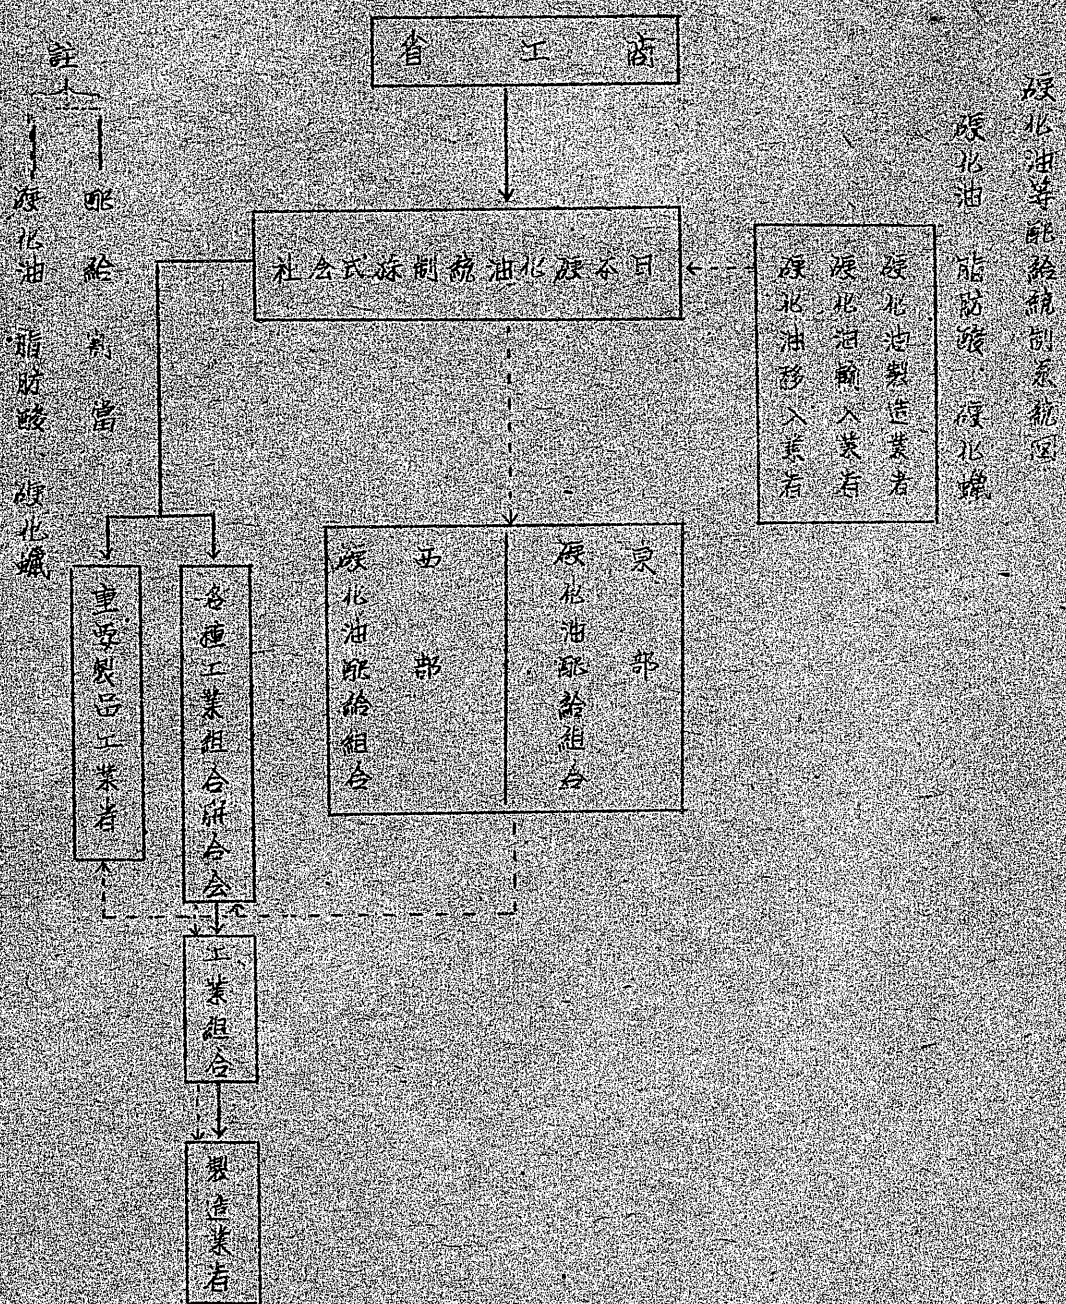 硬化油等配給統制系統図
硬化油 脂肪酸 硬化蝋
商工省
硬化油製造業者
硬化油輸入業者
硬化油移入業者
日本硬化油統制株式会社
東部
硬化油配給組合
西部
硬化油配給組合
各種工業組合聯合会
重要製品工業者
工業組合
製造業者
註
配給割當
硬化油 脂肪酸 硬化蠟